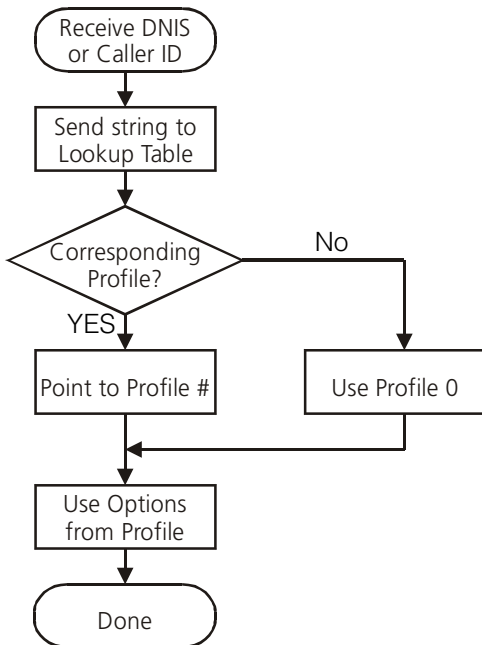 Receive DNIS
or Caller ID
Send string to
Lookup Table
Corresponding
Profile?
No
YES
Point to Profile #
Use Profile 0
Use Options
from Profile
Done